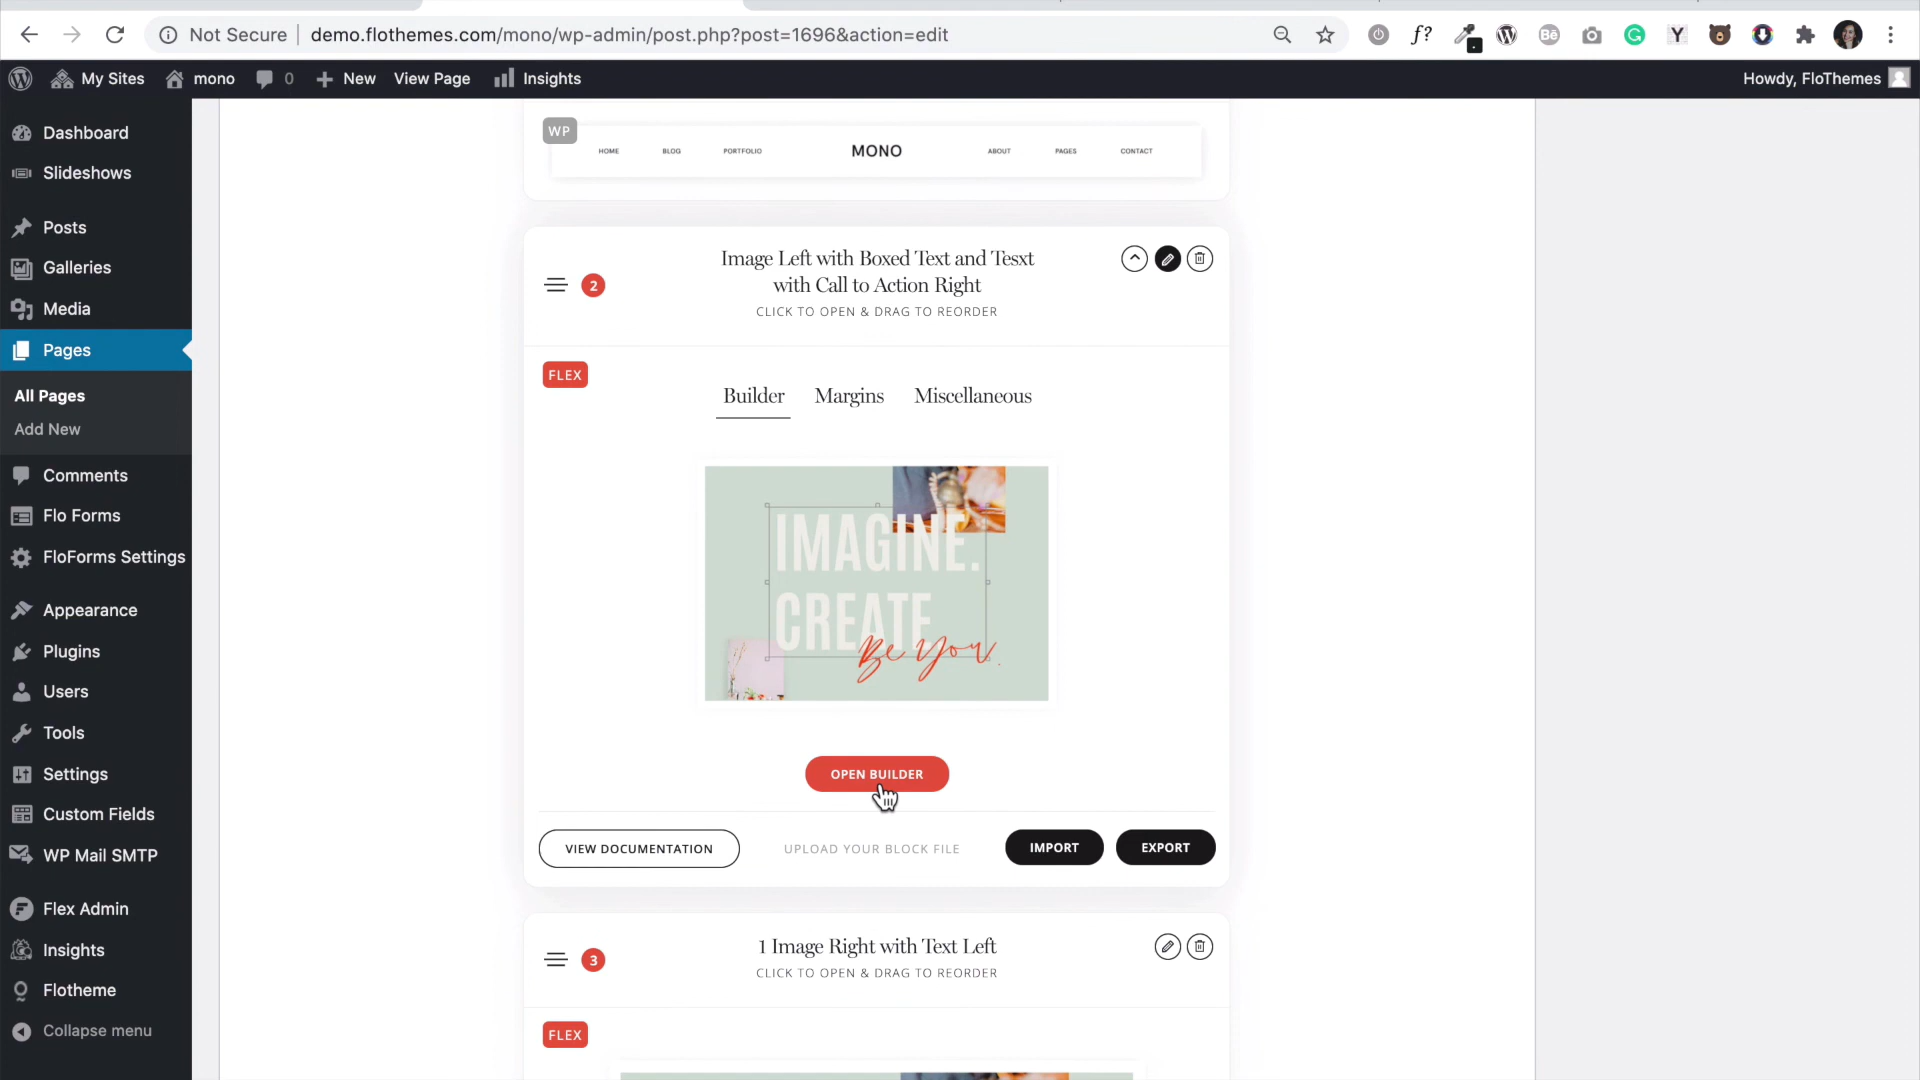 Not Secure demo.flothemes.com/mono/wp-admin/post.php?post=1696&action=edit
My Sites mono 0 New View Page Insights Howdy, FloThemes
Dashboard
Slideshows
Posts
Galleries
Media
Pages
All Pages
Add New
Comments
Flo Forms
FloForms Settings
Appearance
Plugins
Users
Tools
Settings
Custom Fields
WP Mail SMTP
Flex Admin
Insights
Flotheme
Collapse menu
WP
HOME BLOG PORTFOLIO MONO ABOUT PAGES CONTACT
2
Image Left with Boxed Text and Tesxt
with Call to Action Right
CLICK TO OPEN & DRAG TO REORDER
FLEX
Builder Margins Miscellaneous
IMAGINE.
CREATE
Be You.
OPEN BUILDER
VIEW DOCUMENTATION UPLOAD YOUR BLOCK FILE IMPORT EXPORT
3
1 Image Right with Text Left
CLICK TO OPEN & DRAG TO REORDER
FLEX